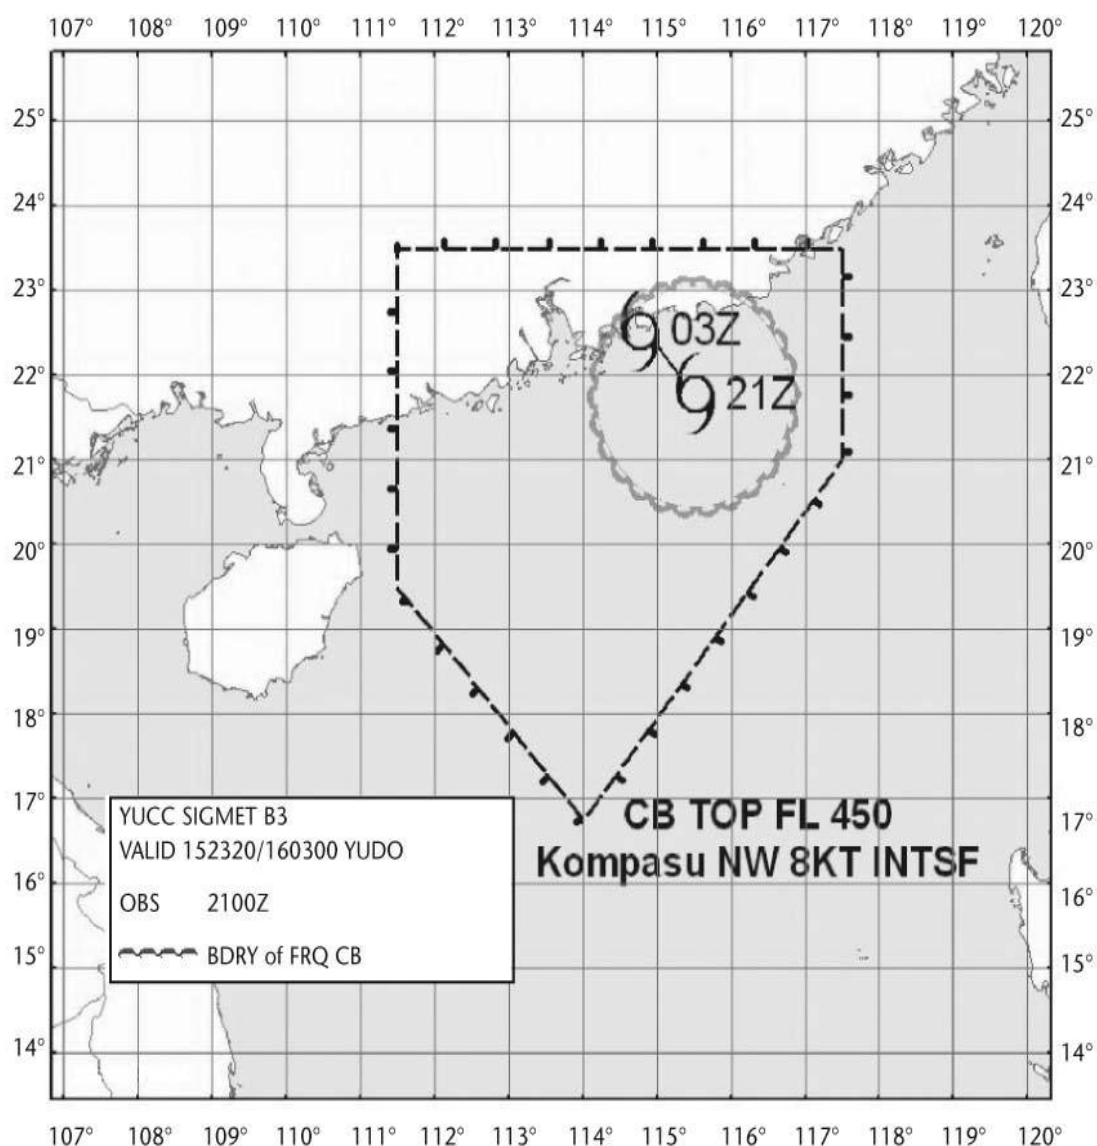 107° 108° 109° 110° 111° 112° 113° 114° 115° 116° 117° 118° 119° 120°
25° 25°
24° 24°
23° 23°
03Z
22° 22°
21Z
21° 21°
20° 20°
19° 19°
18° 18°
17° 17°
CB TOP FL 450
Kompasu NW 8KT INTSF
YUCC SIGMET B3
VALID 152320/160300 YUDO
OBS 2100Z
BDRY of FRQ CB
16° 16°
15° 15°
14° 14°
107° 108° 109° 110° 111° 112° 113° 114° 115° 116° 117° 118° 119° 120°